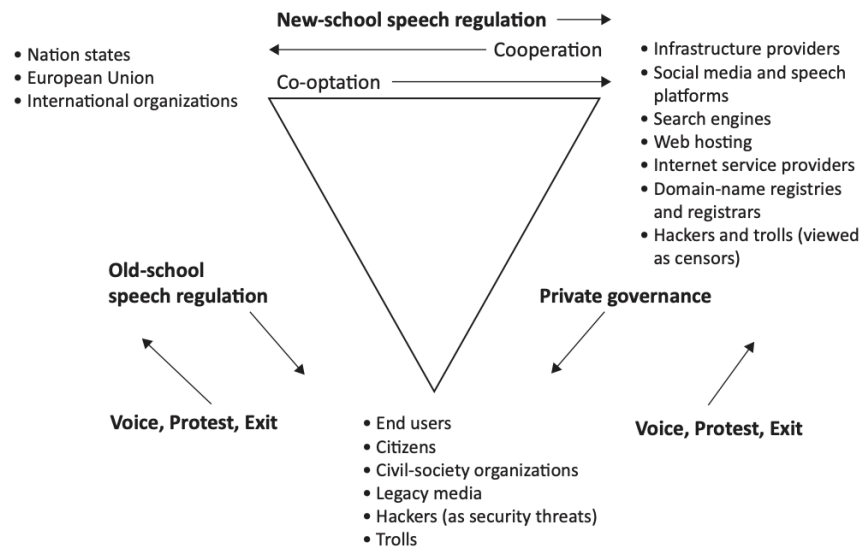 New-school speech regulation
Cooperation
Co-optation
• Nation states
• European Union
• International organizations
• Infrastructure providers
• Social media and speech
platforms
• Search engines
• Web hosting
• Internet service providers
• Domain-name registries
and registrars
• Hackers and trolls (viewed
as censors)
Old-school
speech regulation
Private governance
Voice, Protest, Exit
Voice, Protest, Exit
• End users
• Citizens
• Civil-society organizations
• Legacy media
• Hackers (as security threats)
• Trolls